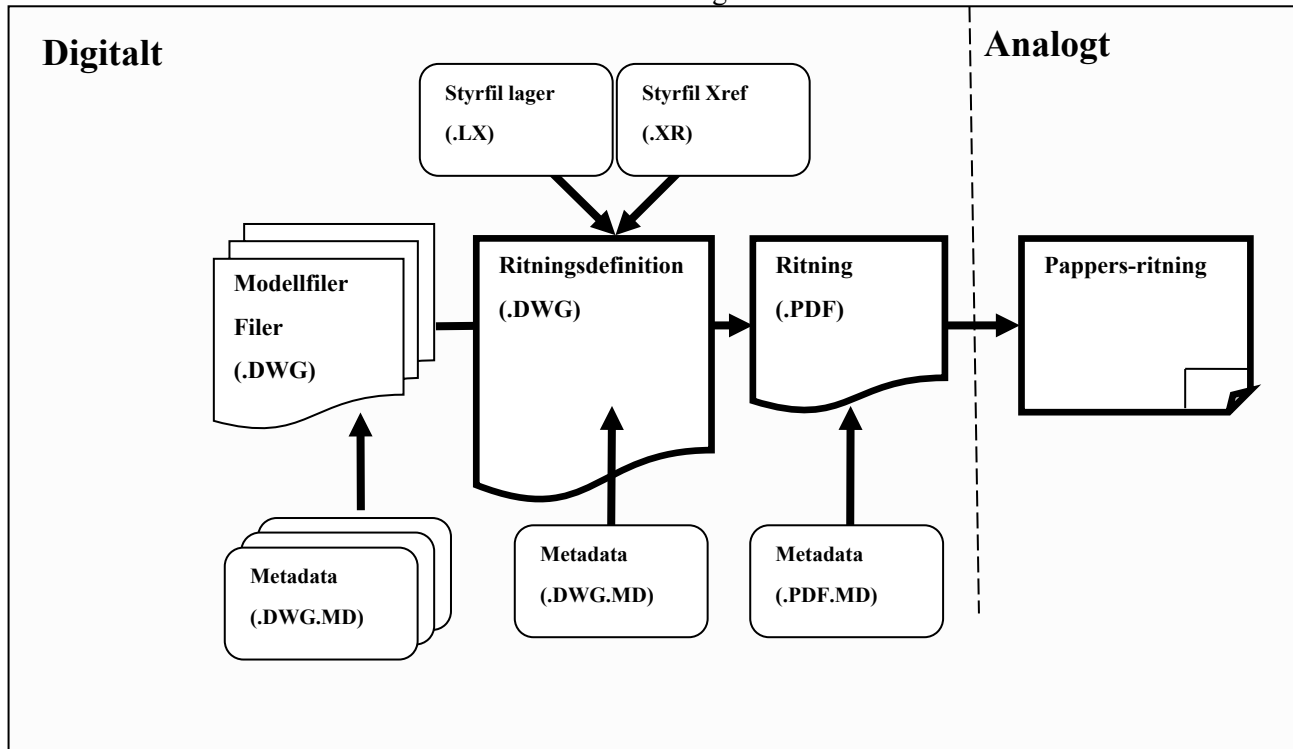 Digitalt
Analogt
Styrfil lager
(.LX)
Styrfil Xref
(.XR)
Modellfiler
Filer
(.DWG)
Ritningsdefinition
(.DWG)
Ritning
(.PDF)
Pappers-ritning
Metadata
(.DWG.MD)
Metadata
(.DWG.MD)
Metadata
(.PDF.MD)